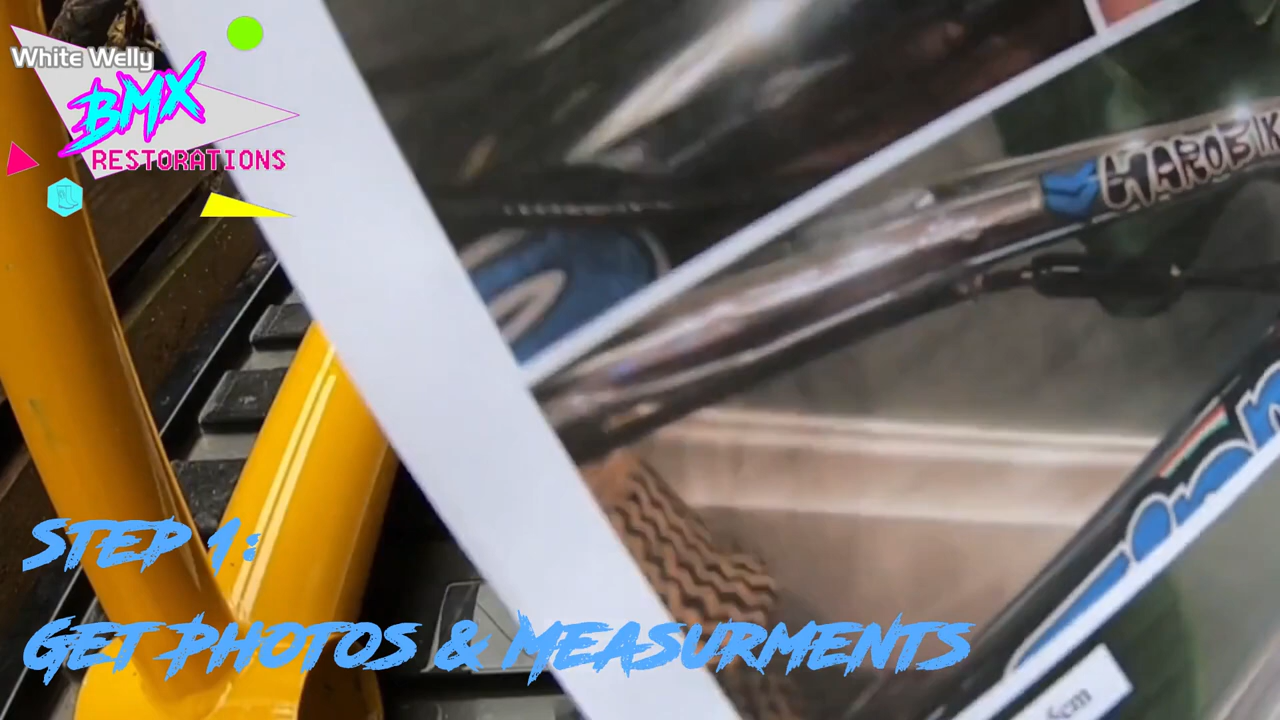 White Welly
BMX
RESTORATIONS
HAROBIK
STEP 1:
GET PHOTOS & MEASURMENTS